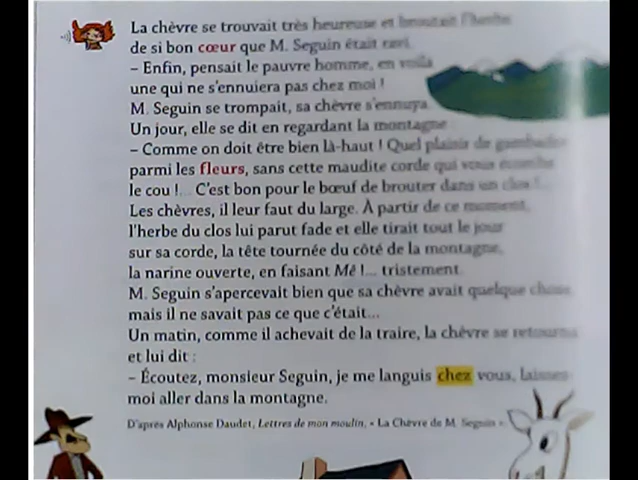 La chèvre se trouvait très heureuse et broutait l'herbe
de si bon cœur que M. Seguin était ravi.
– Enfin, pensait le pauvre homme, en voilà
une qui ne s'ennuiera pas chez moi !
M. Seguin se trompait, sa chèvre s'ennuya.
Un jour, elle se dit en regardant la montagne
– Comme on doit être bien là-haut ! Quel plaisir de gambader
parmi les fleurs, sans cette maudite corde qui vous
le cou !... C'est bon pour le bœuf de brouter dans un clos !...
Les chèvres, il leur faut du large. À partir de ce moment,
l'herbe du clos lui parut fade et elle tirait tout le jour
sur sa corde, la tête tournée du côté de la montagne,
la narine ouverte, en faisant Mê !... tristement.
M. Seguin s'apercevait bien que sa chèvre avait quelque chose,
mais il ne savait pas ce que c'était...
Un matin, comme il achevait de la traire, la chèvre se retourna
et lui dit :
– Écoutez, monsieur Seguin, je me languis chez vous, laissez-
moi aller dans la montagne.
D'après Alphonse Daudet, Lettres de mon moulin, « La Chèvre de M. Seguin ».